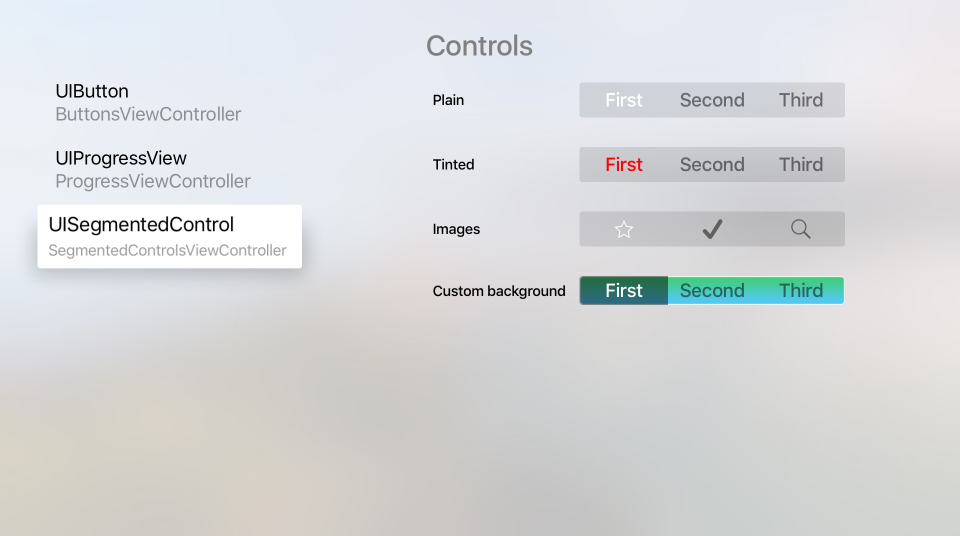 Controls
UIButton
ButtonsViewController
UIProgressView
ProgressViewController
UISegmentedControl
SegmentedControlsViewController
Plain First Second Third
Tinted First Second Third
Images
Custom background First Second Third